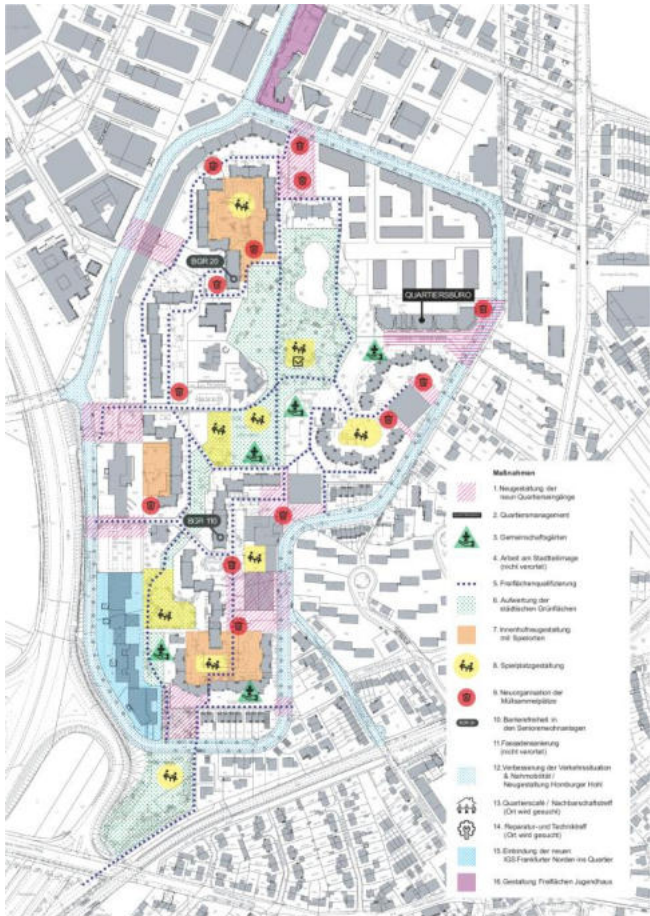 BGR 20
QUARTIERSBÜRO
BGR 110
Maßnahmen
1. Neugestaltung der
neun Quartierseingänge
2. Quartiersmanagement
3. Gemeinschaftsgärten
4. Arbeit am Stadtteilimage
(nicht verortet)
5. Freiflächenqualifizierung
6. Aufwertung der
städtischen Grünflächen
7. Innenhofneugestaltung
mit Spielorten
8. Spielplatzgestaltung
9. Neuorganisation der
Müllsammelplätze
10. Barrierefreiheit in
den Seniorenwohnanlagen
11. Fassadensanierung
(nicht verortet)
12. Verbesserung der Verkehrssituation
& Nahmobilität /
Neugestaltung Homburger Hohl
13. Quartierscafé / Nachbarschaftstreff
(Ort wird gesucht)
14. Reparatur-und Techniktreff
(Ort wird gesucht)
15. Einbindung der neuen
IGS Frankfurter Norden ins Quartier
16. Gestaltung Freiflächen Jugendhaus